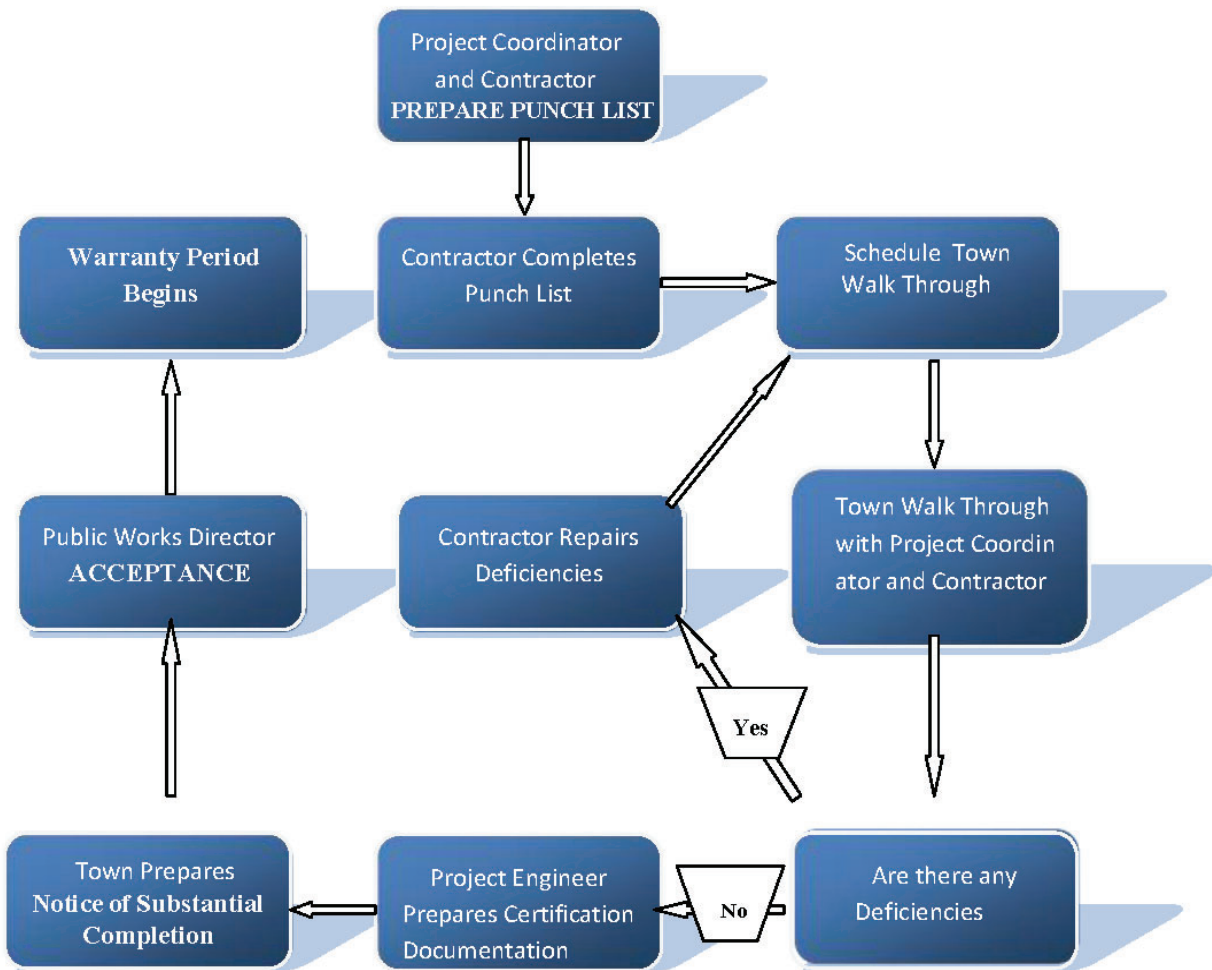 Project Coordinator
and Contractor
PREPARE PUNCH LIST
Warranty Period
Begins
Contractor Completes
Punch List
Schedule Town
Walk Through
Public Works Director
ACCEPTANCE
Contractor Repairs
Deficiencies
Town Walk Through
with Project Coordin
ator and Contractor
Yes
Town Prepares
Notice of Substantial
Completion
Project Engineer
Prepares Certification
Documentation
No
Are there any
Deficiencies